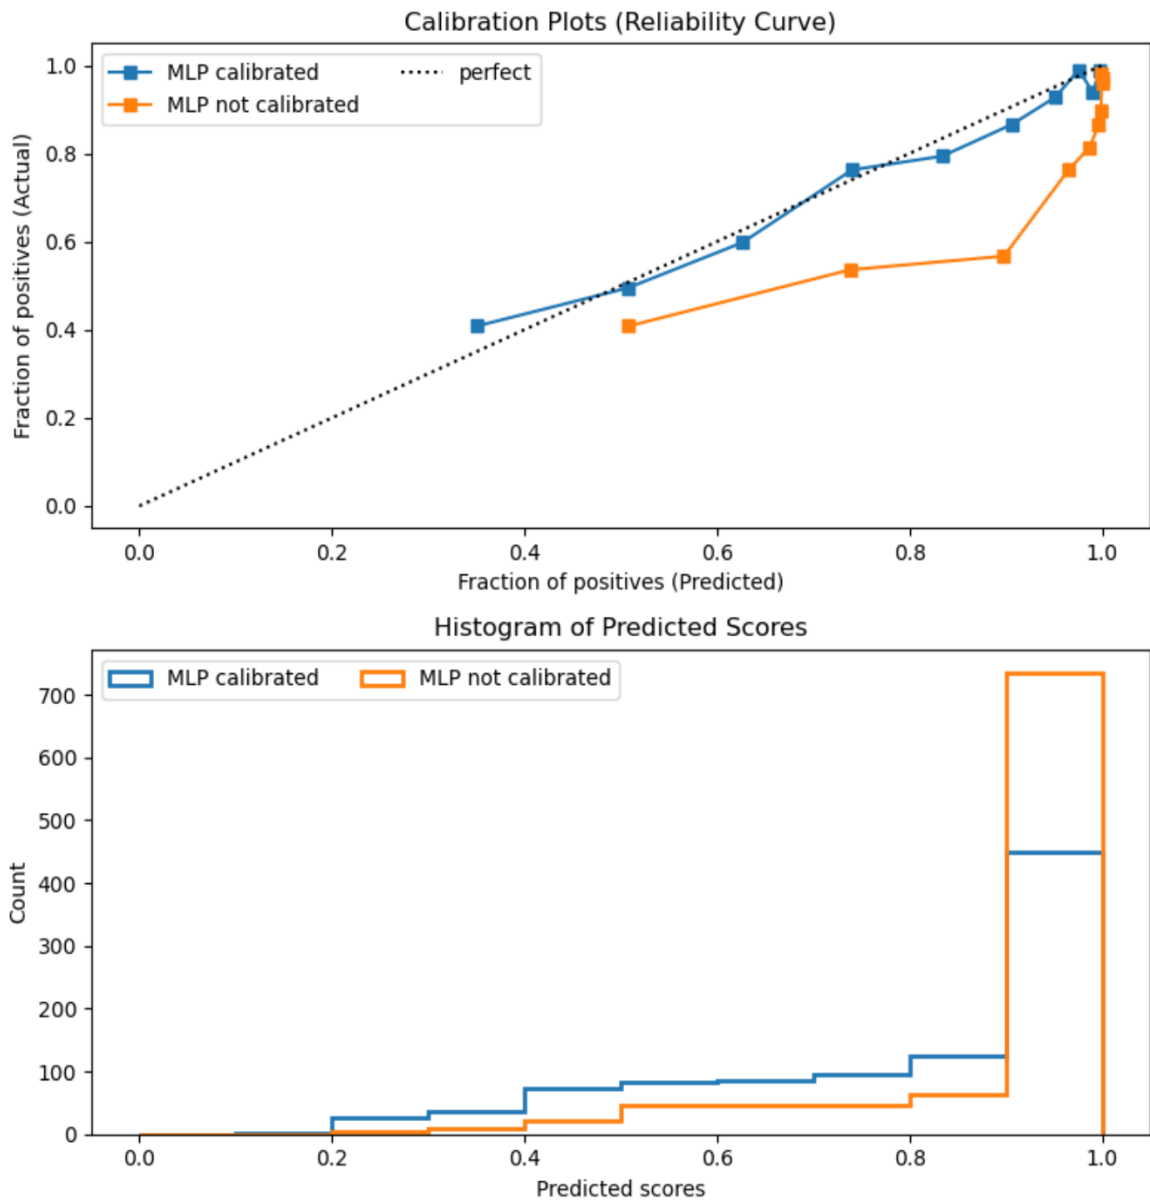 Calibration Plots (Reliability Curve)
MLP calibrated
perfect
MLP not calibrated
1.0
0.8
0.6
0.4
0.2
0.0
Fraction of positives (Actual)
0.0 0.2 0.4 0.6 0.8 1.0
Fraction of positives (Predicted)
Histogram of Predicted Scores
MLP calibrated MLP not calibrated
700
600
500
400
300
200
100
0
Count
0.0 0.2 0.4 0.6 0.8 1.0
Predicted scores